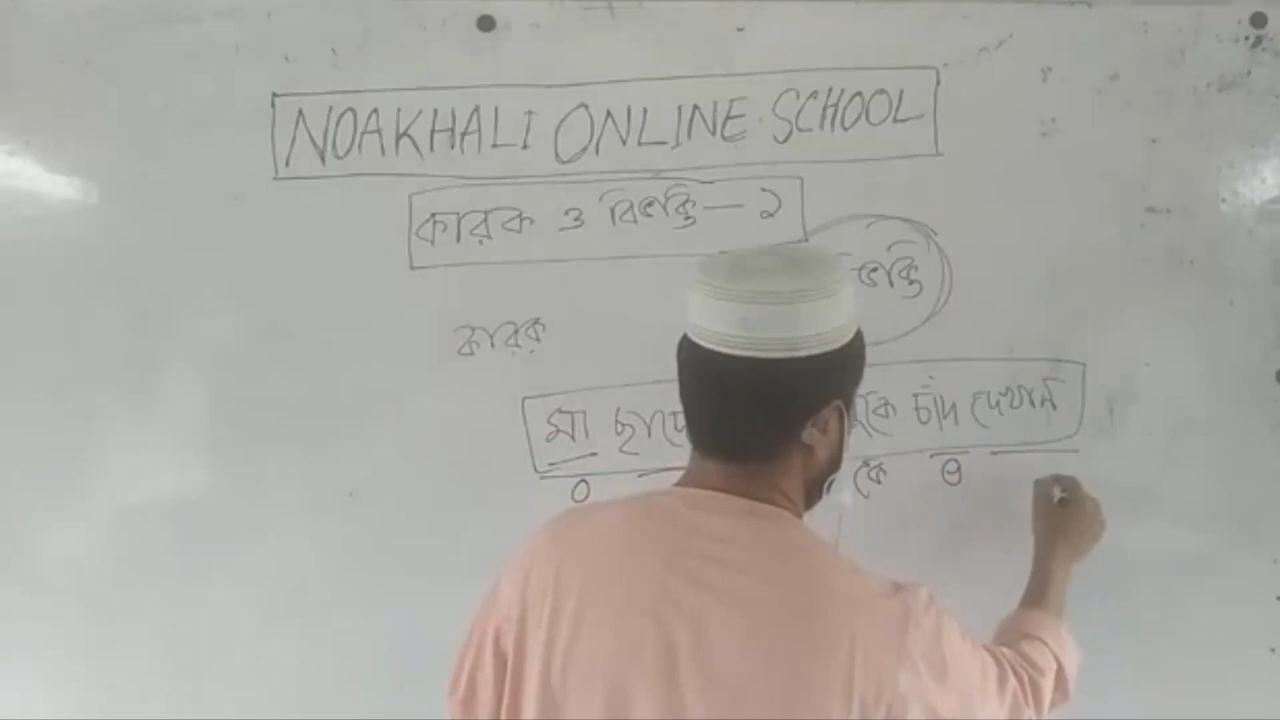 NOAKHALI ONLINE SCHOOL
কারক ও বিভক্তি — ২
ভক্তি
কারক
মা ছাদে কে চাঁদ দেখান
০ কে ০